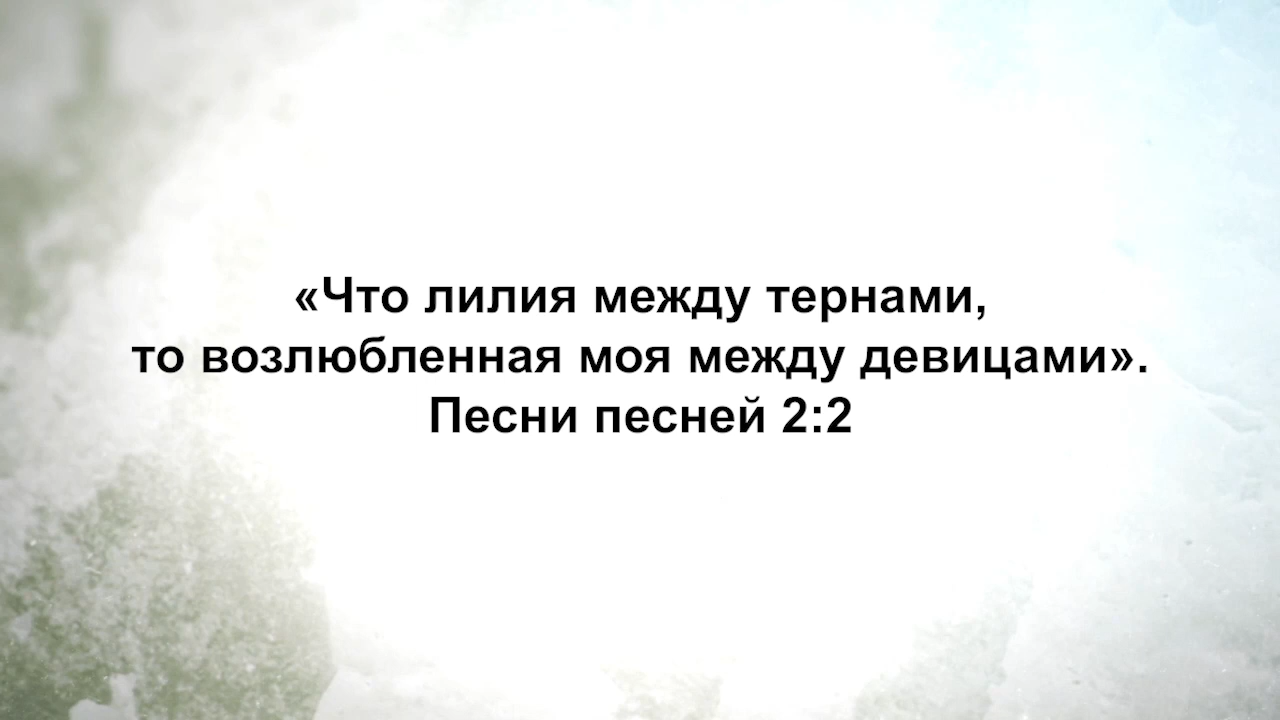 «Что лилия между тернами,
то возлюбленная моя между девицами».
Песни песней 2:2